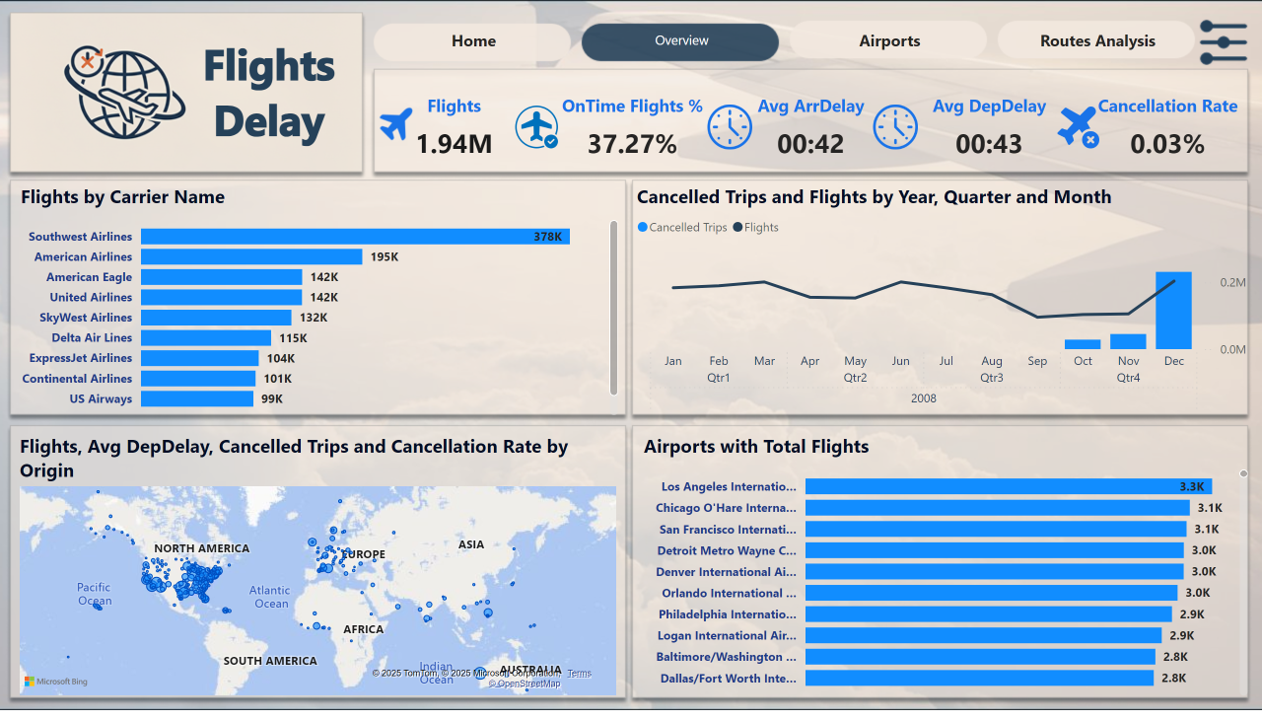 Flights
Delay
Home
Overview
Airports
Routes Analysis
Flights
1.94M
OnTime Flights %
37.27%
Avg ArrDelay
00:42
Avg DepDelay
00:43
Cancellation Rate
0.03%
Flights by Carrier Name
Southwest Airlines 378K
American Airlines 195K
American Eagle 142K
United Airlines 142K
SkyWest Airlines 132K
Delta Air Lines 115K
ExpressJet Airlines 104K
Continental Airlines 101K
US Airways 99K
Cancelled Trips and Flights by Year, Quarter and Month
Cancelled Trips Flights
0.2M
0.0M
Jan Feb Mar Apr May Jun Jul Aug Sep Oct Nov Dec
Qtr1 Qtr2 Qtr3 Qtr4
2008
Flights, Avg DepDelay, Cancelled Trips and Cancellation Rate by
Origin
NORTH AMERICA
EUROPE
ASIA
Pacific
Ocean
Atlantic
Ocean
AFRICA
SOUTH AMERICA
Indian
Ocean
AUSTRALIA
© 2025 TomTom, © 2025 Microsoft Corporation, Terms
© OpenStreetMap
Microsoft Bing
Airports with Total Flights
Los Angeles Internatio... 3.3K
Chicago O'Hare Interna... 3.1K
San Francisco Internati... 3.1K
Detroit Metro Wayne C... 3.0K
Denver International Ai... 3.0K
Orlando International ... 3.0K
Philadelphia Internatio... 2.9K
Logan International Air... 2.9K
Baltimore/Washington ... 2.8K
Dallas/Fort Worth Inte... 2.8K